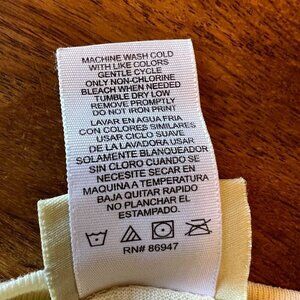 MACHINE WASH COLD
WITH LIKE COLORS
GENTLE CYCLE
ONLY NON-CHLORINE
BLEACH WHEN NEEDED
TUMBLE DRY LOW
REMOVE PROMPTLY
DO NOT IRON PRINT
LAVAR EN AGUA FRIA
CON COLORES SIMILARES
USAR CICLO SUAVE
DE LA LAVADORA USAR
SOLAMENTE BLANQUEADOR
SIN CLORO CUANDO SE
NECESITE SECAR EN
MAQUINA A TEMPERATURA
BAJA QUITAR RAPIDO
NO PLANCHAR EL
ESTAMPADO.
RN# 86947